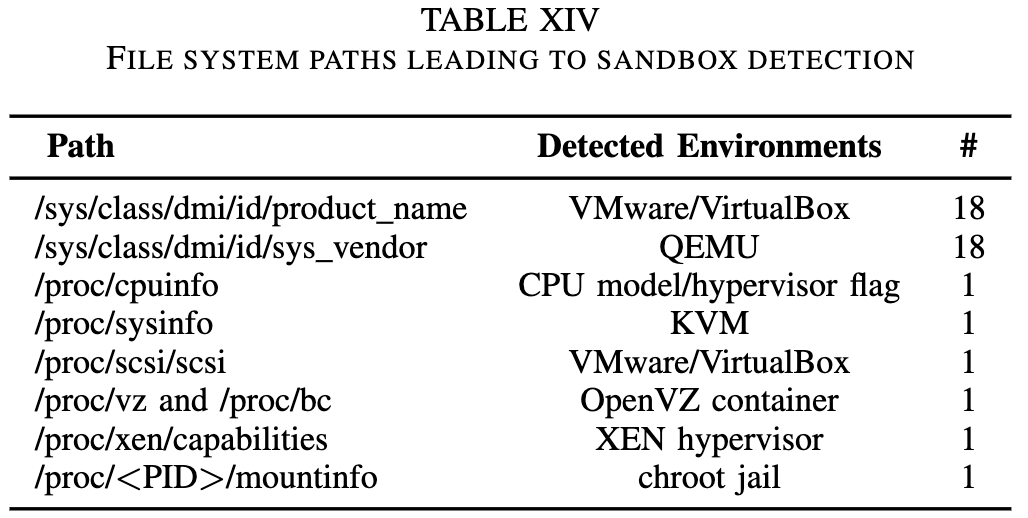 TABLE XIV
FILE SYSTEM PATHS LEADING TO SANDBOX DETECTION
Path Detected Environments #
/sys/class/dmi/id/product_name VMware/VirtualBox 18
/sys/class/dmi/id/sys_vendor QEMU 18
/proc/cpuinfo CPU model/hypervisor flag 1
/proc/sysinfo KVM 1
/proc/scsi/scsi VMware/VirtualBox 1
/proc/vz and /proc/bc OpenVZ container 1
/proc/xen/capabilities XEN hypervisor 1
/proc/<PID>/mountinfo chroot jail 1